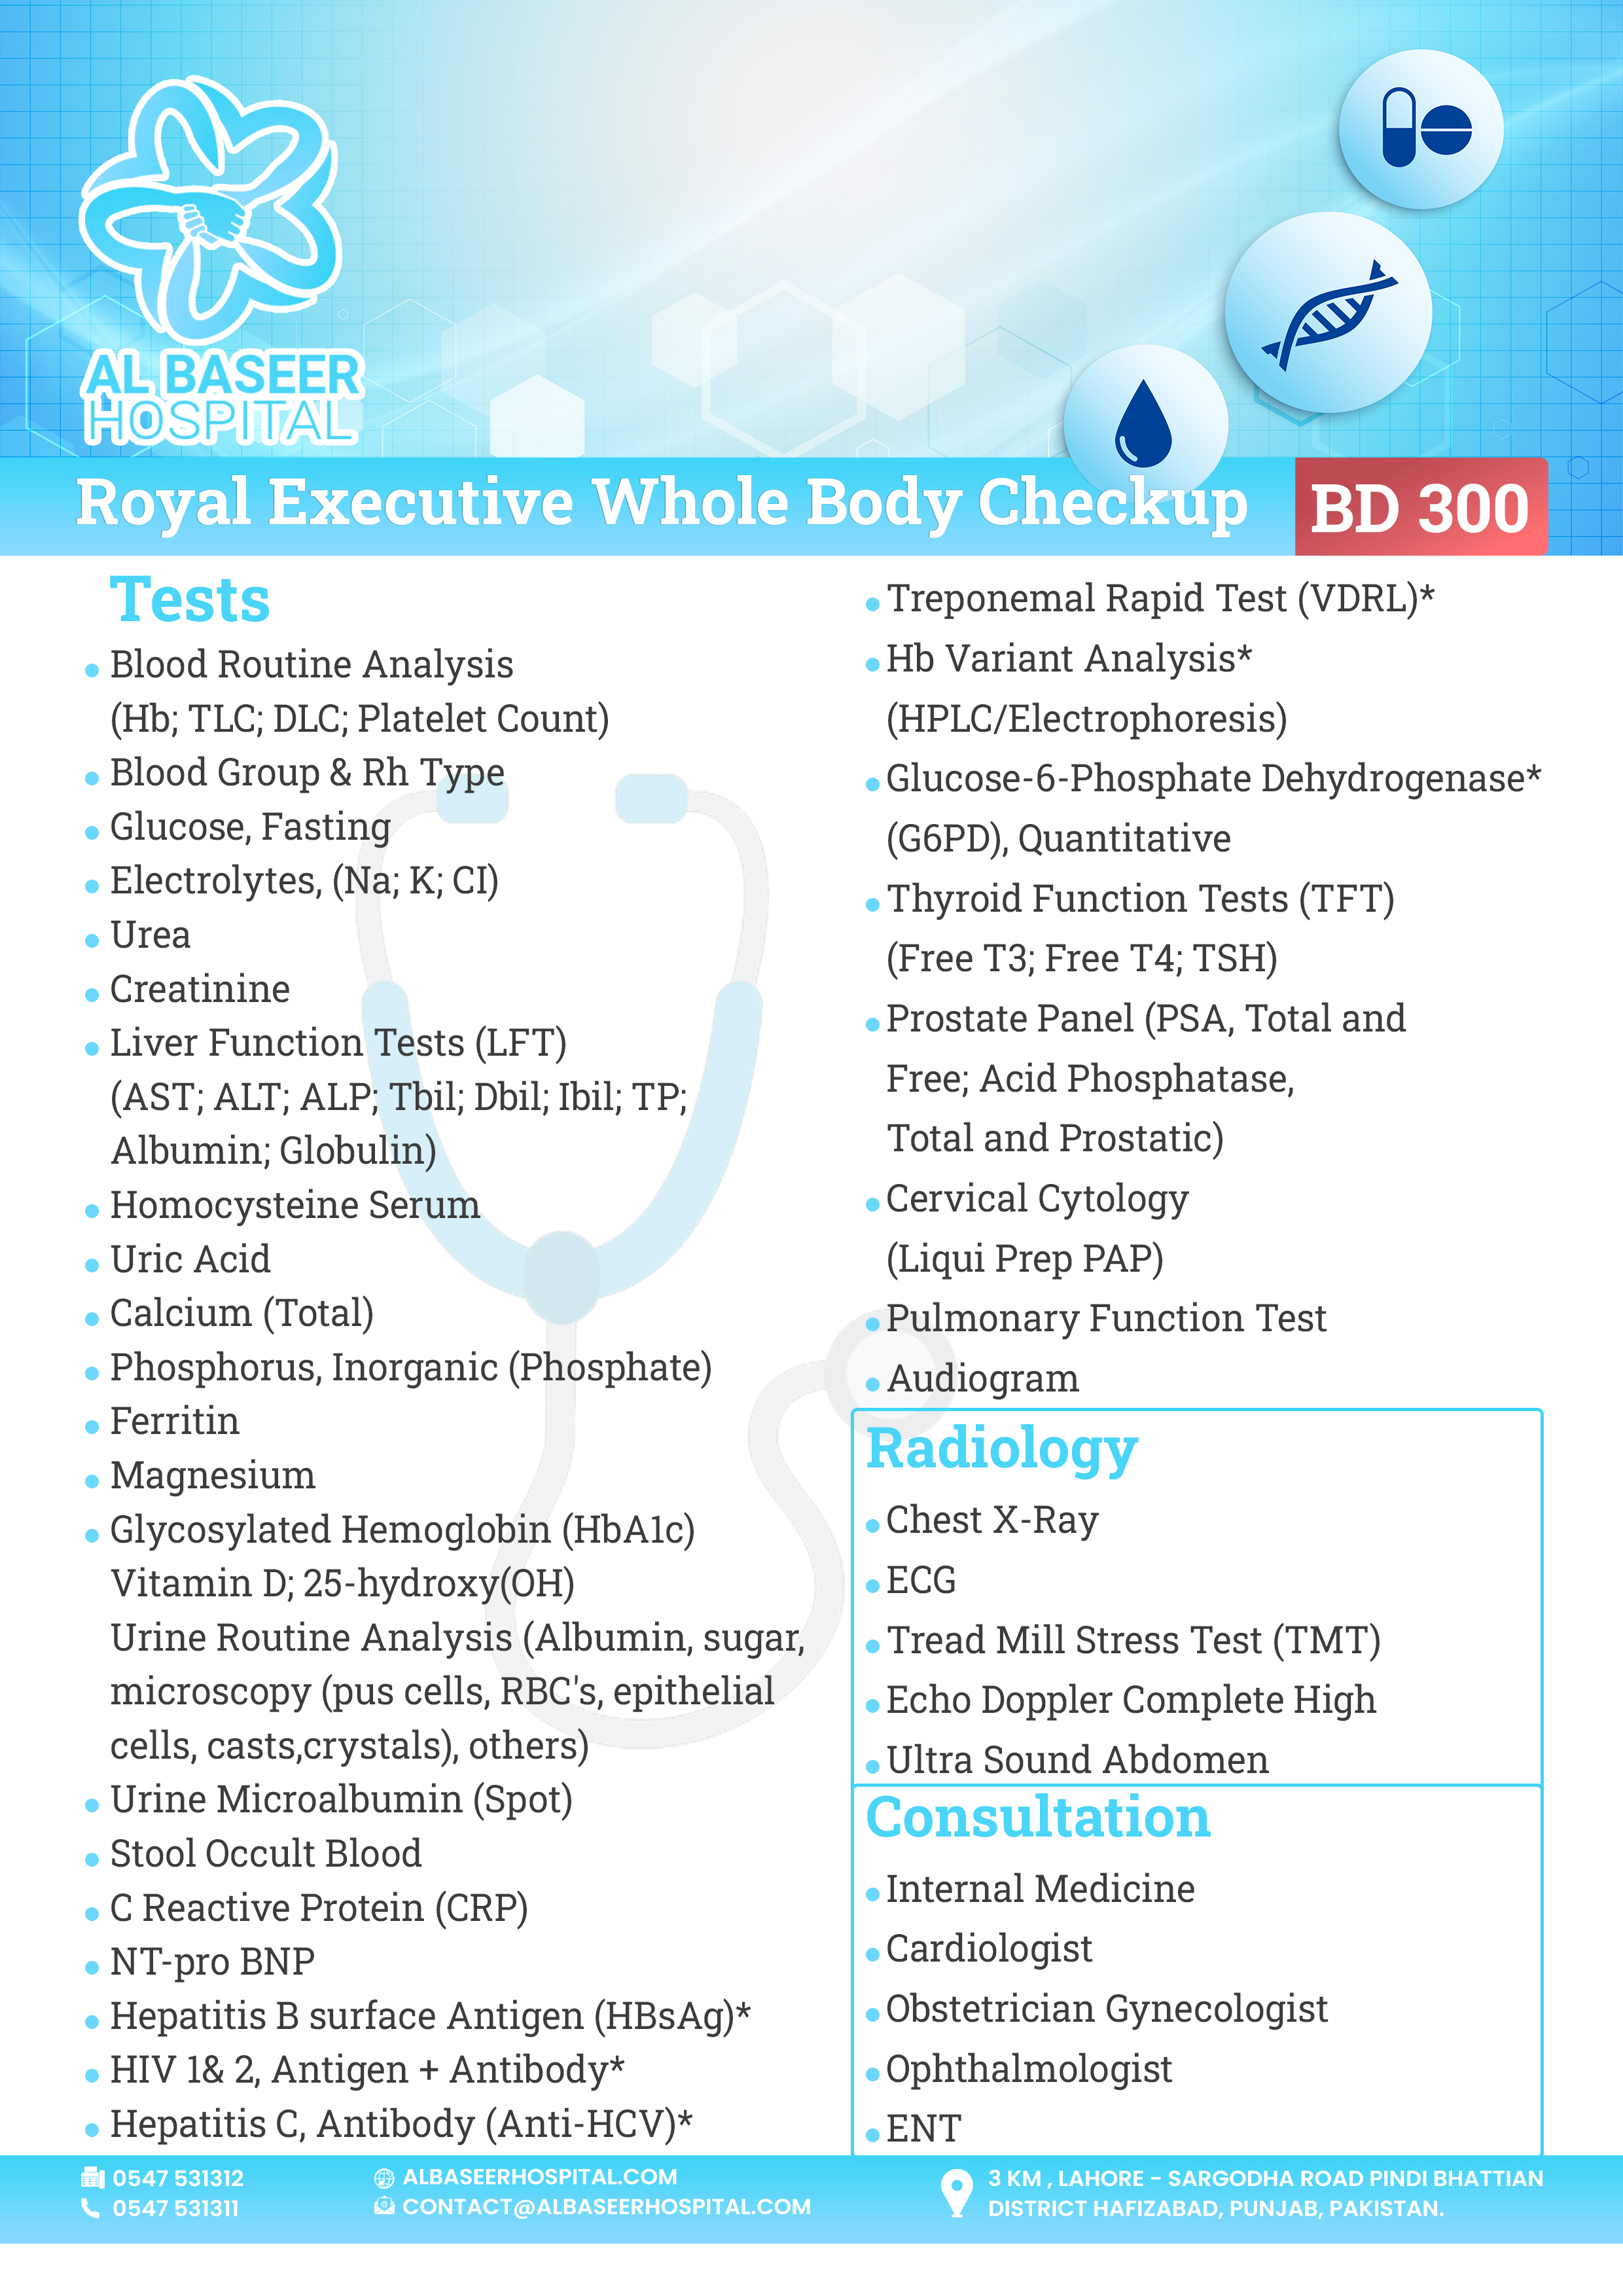 AL BASEER
HOSPITAL
Royal Executive Whole Body Checkup
BD 300
Tests
Blood Routine Analysis
(Hb; TLC; DLC; Platelet Count)
Blood Group & Rh Type
Glucose, Fasting
Electrolytes, (Na; K; CI)
Urea
Creatinine
Liver Function Tests (LFT)
(AST; ALT; ALP; Tbil; Dbil; Ibil; TP;
Albumin; Globulin)
Homocysteine Serum
Uric Acid
Calcium (Total)
Phosphorus, Inorganic (Phosphate)
Ferritin
Magnesium
Glycosylated Hemoglobin (HbA1c)
Vitamin D; 25-hydroxy(OH)
Urine Routine Analysis (Albumin, sugar,
microscopy (pus cells, RBC's, epithelial
cells, casts,crystals), others)
Urine Microalbumin (Spot)
Stool Occult Blood
C Reactive Protein (CRP)
NT-pro BNP
Hepatitis B surface Antigen (HBsAg)*
HIV 1& 2, Antigen + Antibody*
Hepatitis C, Antibody (Anti-HCV)*
Treponemal Rapid Test (VDRL)*
Hb Variant Analysis*
(HPLC/Electrophoresis)
Glucose-6-Phosphate Dehydrogenase*
(G6PD), Quantitative
Thyroid Function Tests (TFT)
(Free T3; Free T4; TSH)
Prostate Panel (PSA, Total and
Free; Acid Phosphatase,
Total and Prostatic)
Cervical Cytology
(Liqui Prep PAP)
Pulmonary Function Test
Audiogram
Radiology
Chest X-Ray
ECG
Tread Mill Stress Test (TMT)
Echo Doppler Complete High
Ultra Sound Abdomen
Consultation
Internal Medicine
Cardiologist
Obstetrician Gynecologist
Ophthalmologist
ENT
0547 531312
0547 531311
ALBASEERHOSPITAL.COM
CONTACT@ALBASEERHOSPITAL.COM
3 KM , LAHORE - SARGODHA ROAD PINDI BHATTIAN
DISTRICT HAFIZABAD, PUNJAB, PAKISTAN.